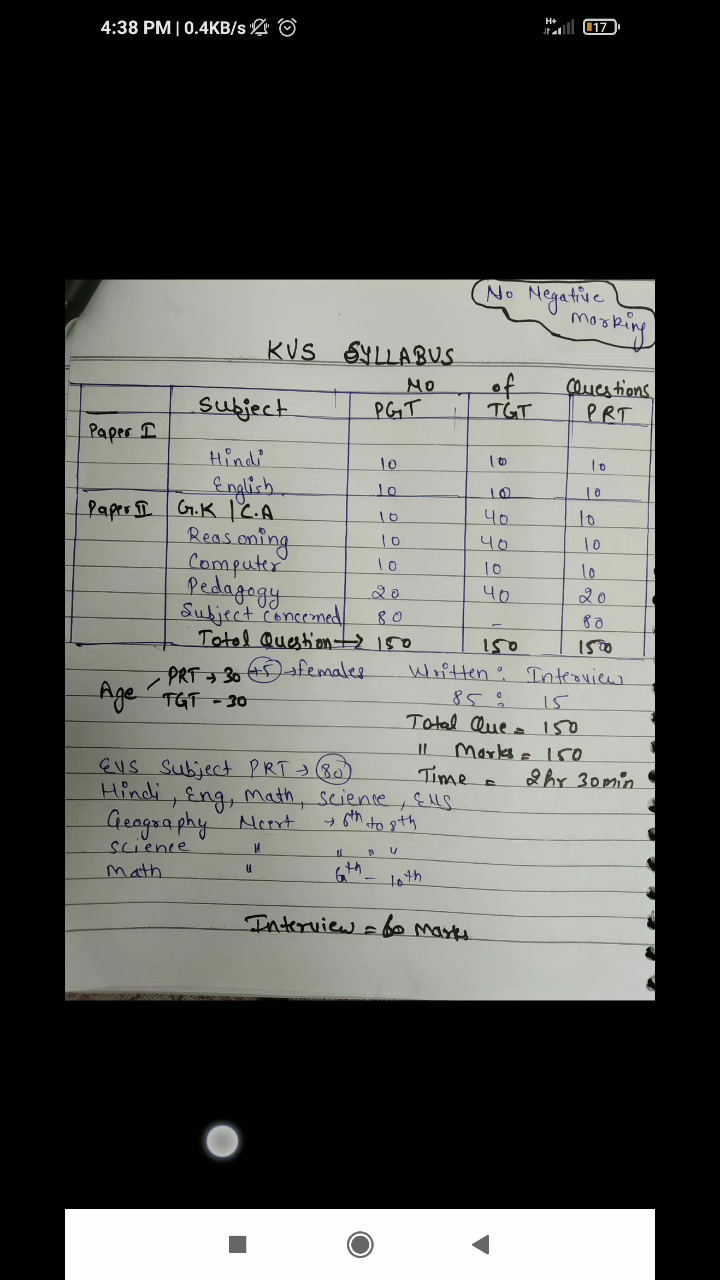 4:38 PM | 0.4KB/s H+ 17
No Negative
Marking
KVS SYLLABUS
No of Questions
Subject PGT TGT PRT
Paper I
Hindi 10 10 10
English 10 10 10
Paper II G.K | C.A 10 40 10
Reasoning 10 40 10
Computer 10 10 10
Pedagogy 20 40 20
Subject Concerned 80 - 80
Total Question → 150 150 150
Age PRT → 30 +5 → females
TGT - 30
Written : Interview
85 : 15
Total Que = 150
" Marks = 150
Time = 2hr 30min
EVS Subject PRT → 80
Hindi, Eng, Math, science, EVS
Geography Ncert → 6th to 8th
science " " " "
Math " 6th - 10th
Interview = 60 Marks